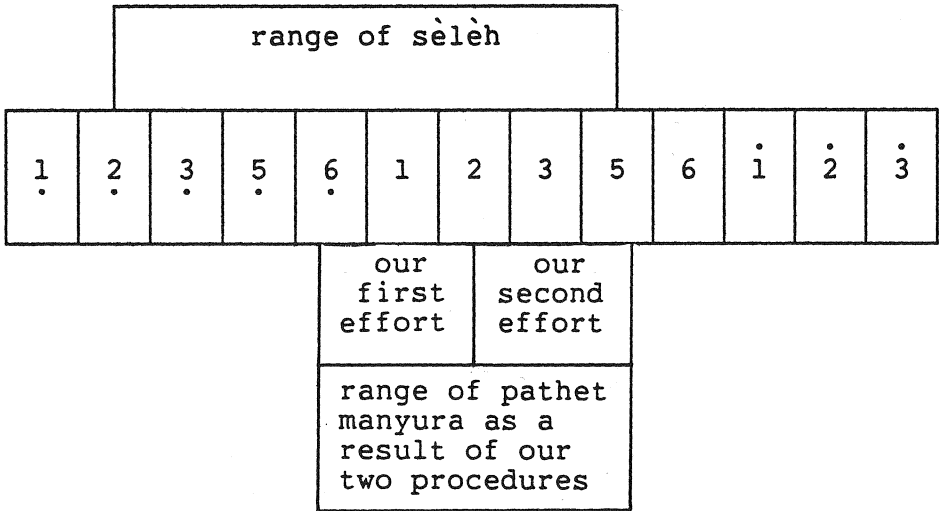 range of sèlèh
1̣ 2̣ 3̣ 5̣ 6̣ 1 2 3 5 6 1̇ 2̇ 3̇
our
first
effort
our
second
effort
range of pathet
manyura as a
result of our
two procedures